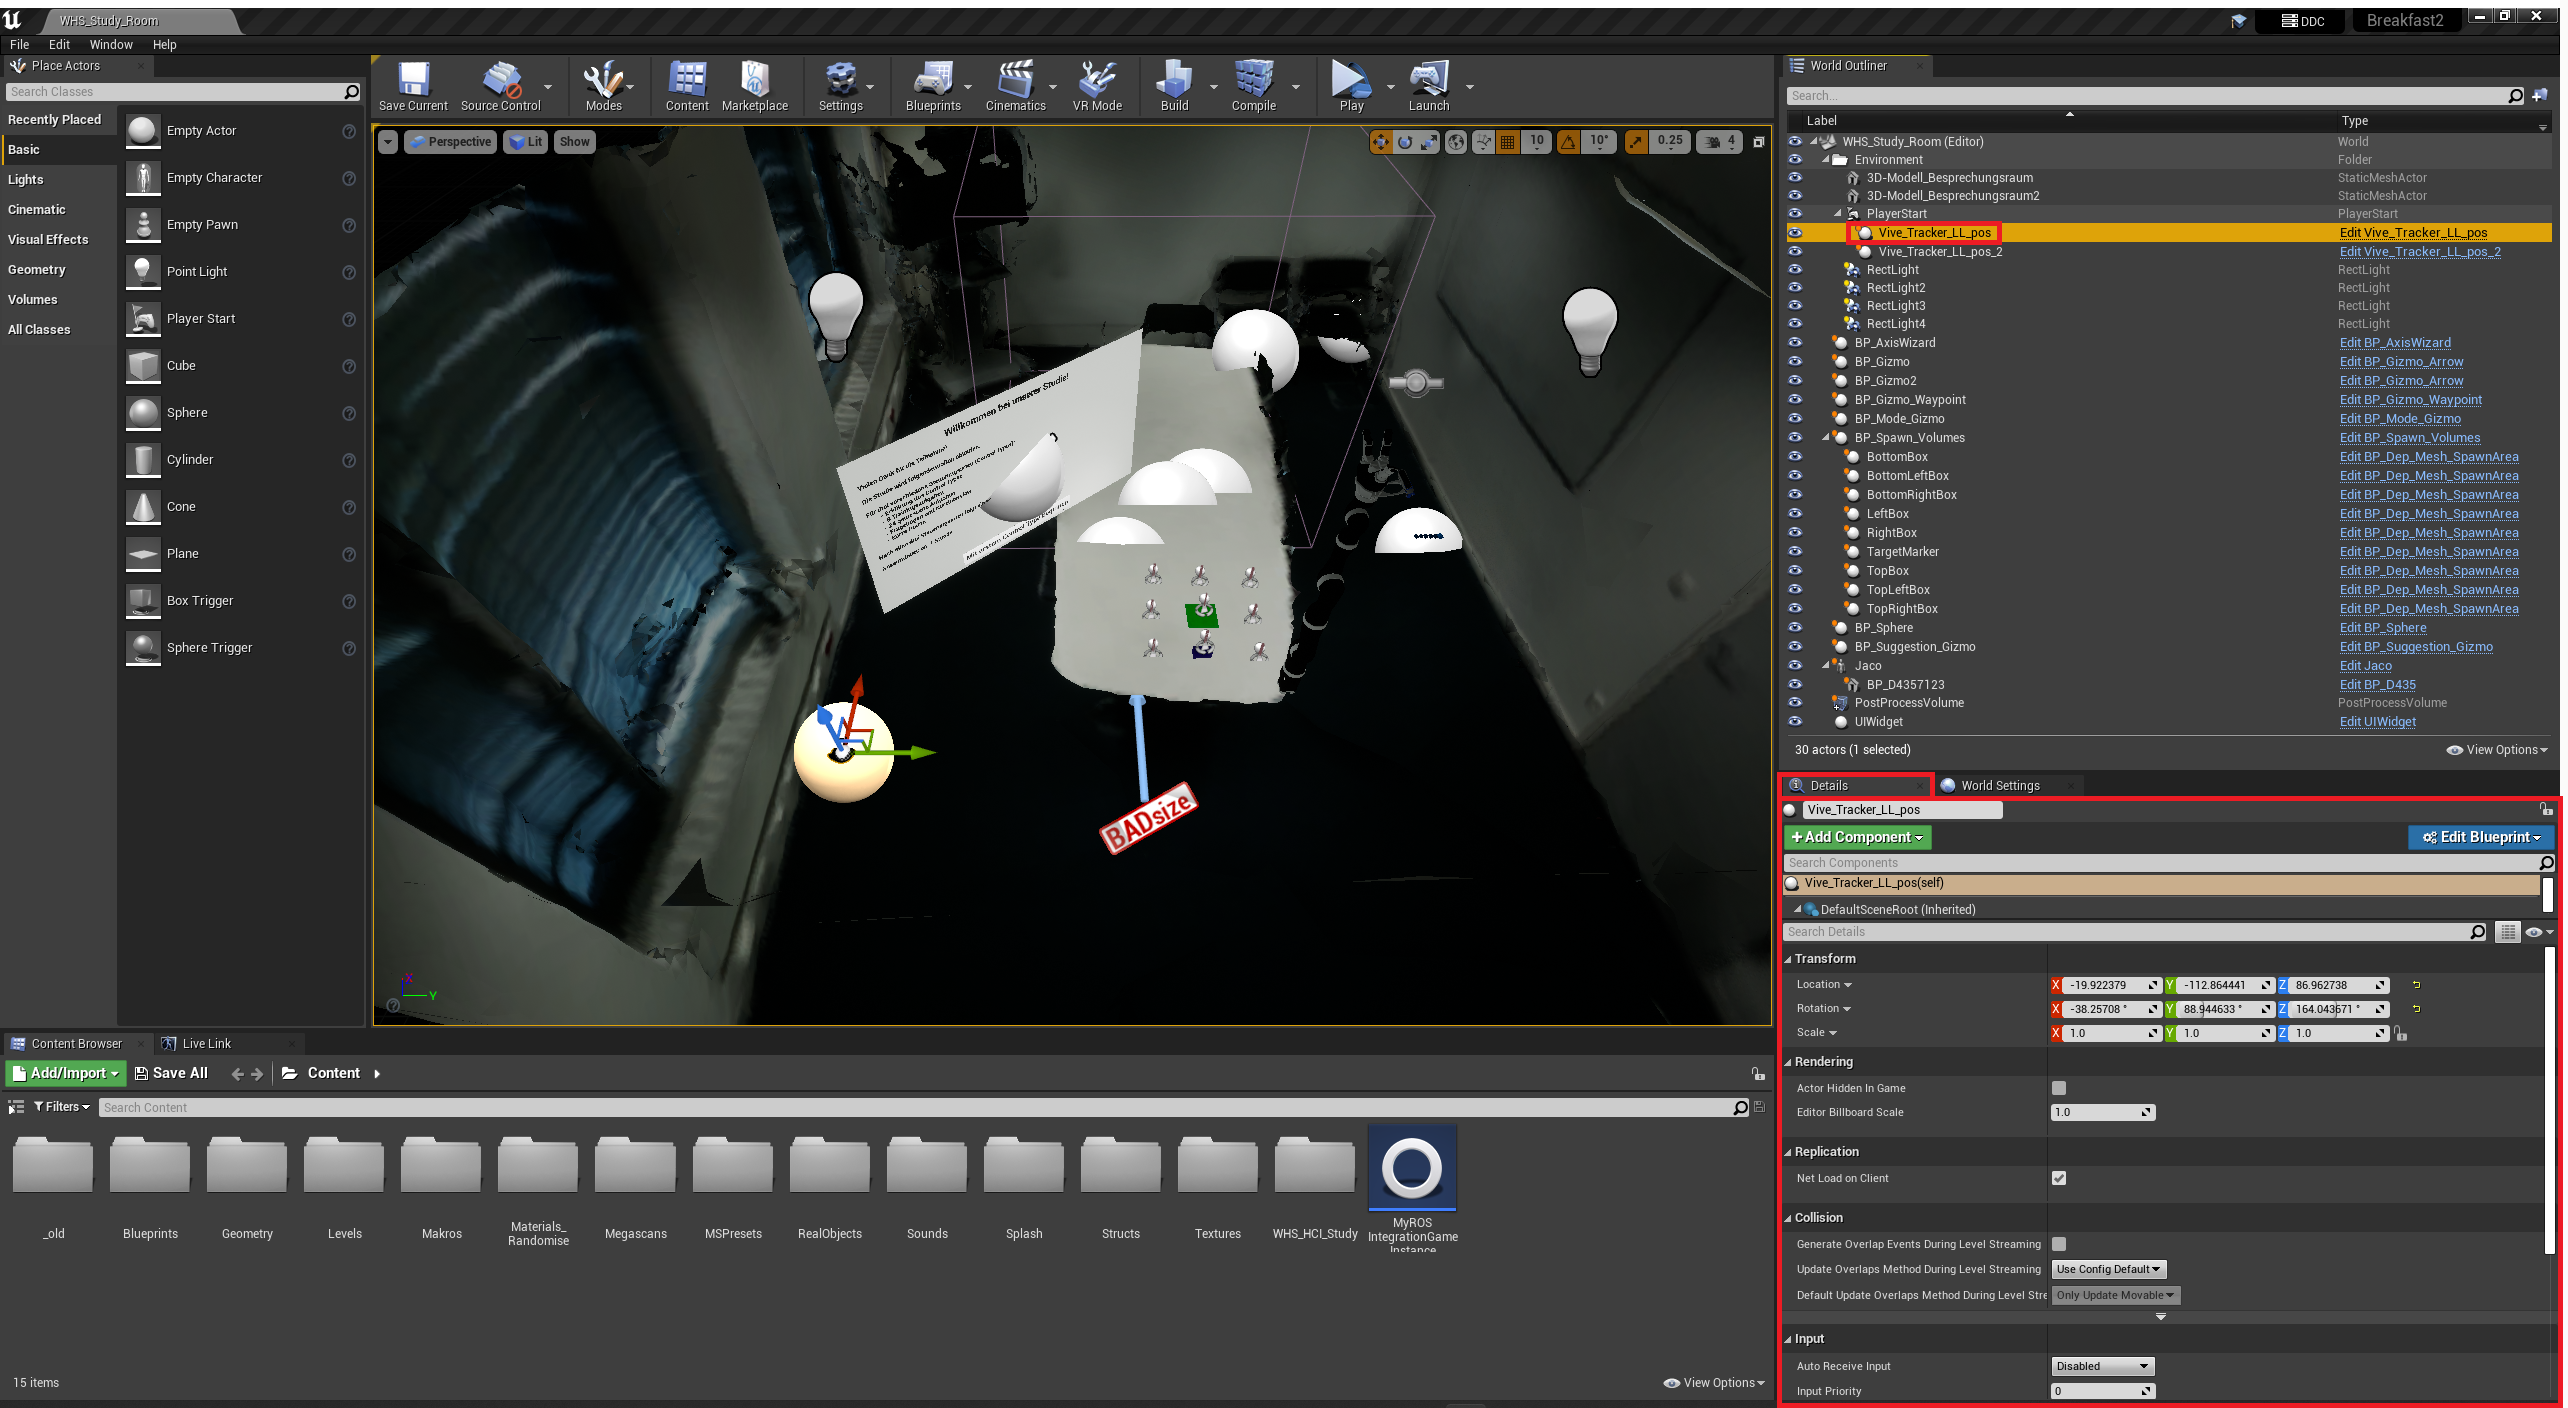 WHS_Study_Room
DDC
Breakfast2
File Edit Window Help
Place Actors
Search Classes
Recently Placed
Basic
Lights
Cinematic
Visual Effects
Geometry
Volumes
All Classes
Empty Actor
Empty Character
Empty Pawn
Point Light
Player Start
Cube
Sphere
Cylinder
Cone
Plane
Box Trigger
Sphere Trigger
Save Current Source Control Modes Content Marketplace Settings Blueprints Cinematics VR Mode Build Compile Play Launch
Perspective Lit Show
10 10° 0.25 4
Willkommen bei unserer Studie!
Vielen Dank für die Teilnahme!
BADsize
X Y
World Outliner
Search...
Label Type
WHS_Study_Room (Editor) World
Environment Folder
3D-Modell_Besprechungsraum StaticMeshActor
3D-Modell_Besprechungsraum2 StaticMeshActor
PlayerStart PlayerStart
Vive_Tracker_LL_pos Edit Vive_Tracker_LL_pos
Vive_Tracker_LL_pos_2 Edit Vive_Tracker_LL_pos_2
RectLight RectLight
RectLight2 RectLight
RectLight3 RectLight
RectLight4 RectLight
BP_AxisWizard Edit BP_AxisWizard
BP_Gizmo Edit BP_Gizmo_Arrow
BP_Gizmo2 Edit BP_Gizmo_Arrow
BP_Gizmo_Waypoint Edit BP_Gizmo_Waypoint
BP_Mode_Gizmo Edit BP_Mode_Gizmo
BP_Spawn_Volumes Edit BP_Spawn_Volumes
BottomBox Edit BP_Dep_Mesh_SpawnArea
BottomLeftBox Edit BP_Dep_Mesh_SpawnArea
BottomRightBox Edit BP_Dep_Mesh_SpawnArea
LeftBox Edit BP_Dep_Mesh_SpawnArea
RightBox Edit BP_Dep_Mesh_SpawnArea
TargetMarker Edit BP_Dep_Mesh_SpawnArea
TopBox Edit BP_Dep_Mesh_SpawnArea
TopLeftBox Edit BP_Dep_Mesh_SpawnArea
TopRightBox Edit BP_Dep_Mesh_SpawnArea
BP_Sphere Edit BP_Sphere
BP_Suggestion_Gizmo Edit BP_Suggestion_Gizmo
Jaco Edit Jaco
BP_D4357123 Edit BP_D435
PostProcessVolume PostProcessVolume
UIWidget Edit UIWidget
30 actors (1 selected) View Options
Details World Settings
Vive_Tracker_LL_pos
+ Add Component Edit Blueprint
Search Components
Vive_Tracker_LL_pos(self)
DefaultSceneRoot (Inherited)
Search Details
Transform
Location X -19.922379 Y -112.864441 Z 86.962738
Rotation X -38.25708 ° Y 88.944633 ° Z 164.043671 °
Scale X 1.0 Y 1.0 Z 1.0
Rendering
Actor Hidden In Game
Editor Billboard Scale 1.0
Replication
Net Load on Client
Collision
Generate Overlap Events During Level Streaming
Update Overlaps Method During Level Streaming Use Config Default
Default Update Overlaps Method During Level Stre Only Update Movable
Input
Auto Receive Input Disabled
Input Priority 0
Content Browser Live Link
Add/Import Save All Content
Filters Search Content
_old
Blueprints
Geometry
Levels
Makros
Materials_
Randomise
Megascans
MSPresets
RealObjects
Sounds
Splash
Structs
Textures
WHS_HCI_Study
MyROS
IntegrationGame
Instance
15 items View Options